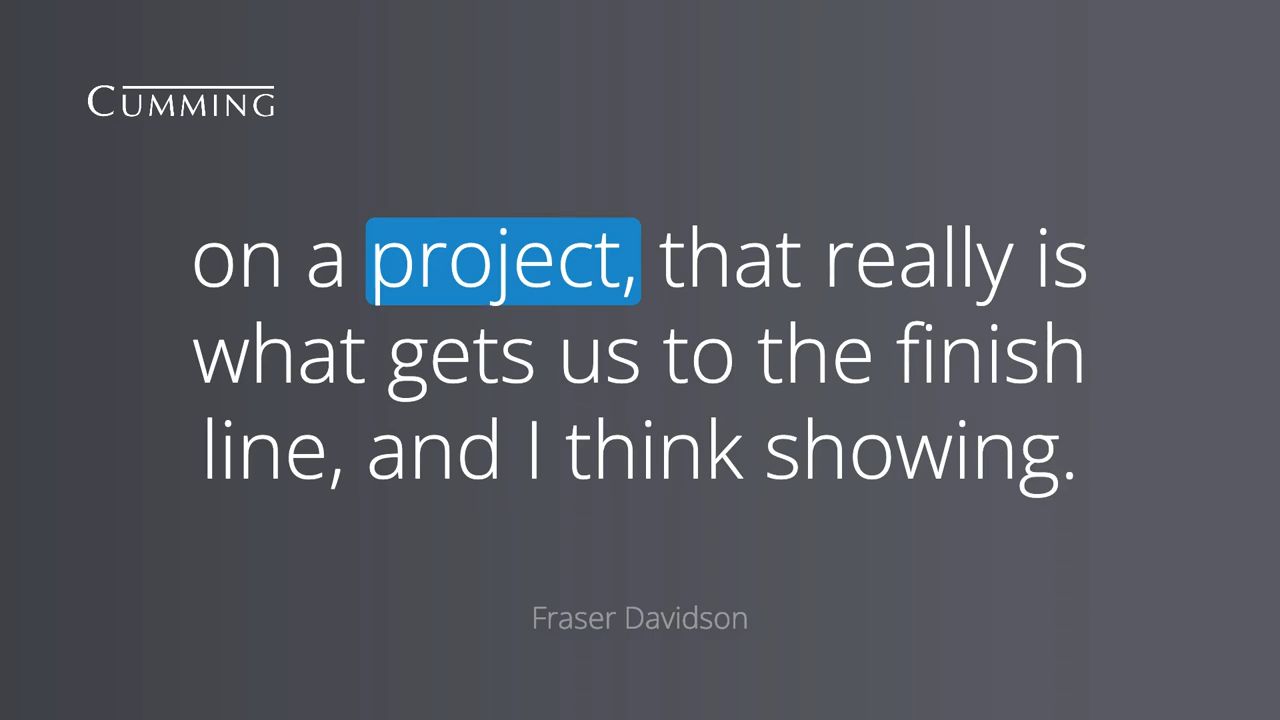 CUMMING
on a project, that really is
what gets us to the finish
line, and I think showing.
Fraser Davidson